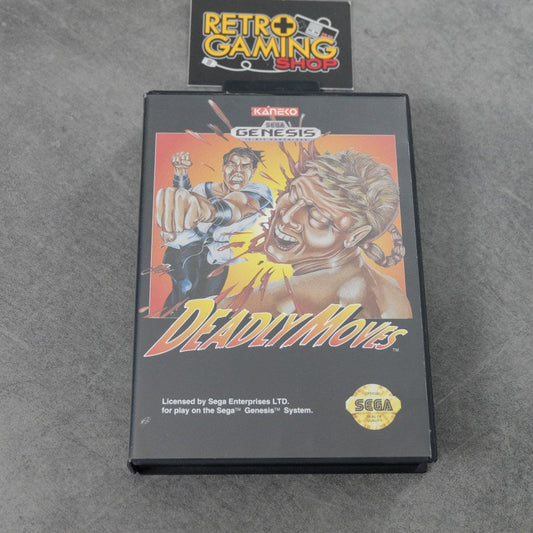 RETRO
GAMING
SHOP
KANEKO
SEGA
GENESIS
DEADLY MOVES™
Licensed by Sega Enterprises LTD.
for play on the Sega™ Genesis™ System.
SEGA